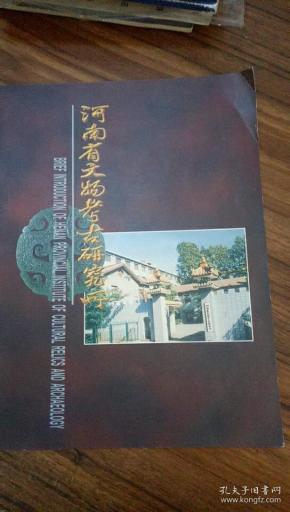 河南省文物考古研究所
BRIEF INTRODUCTION OF HENAN PROVINCIAL INSTITUTE OF CULTURAL RELICS AND ARCHAEOLOGY
孔夫子旧书网